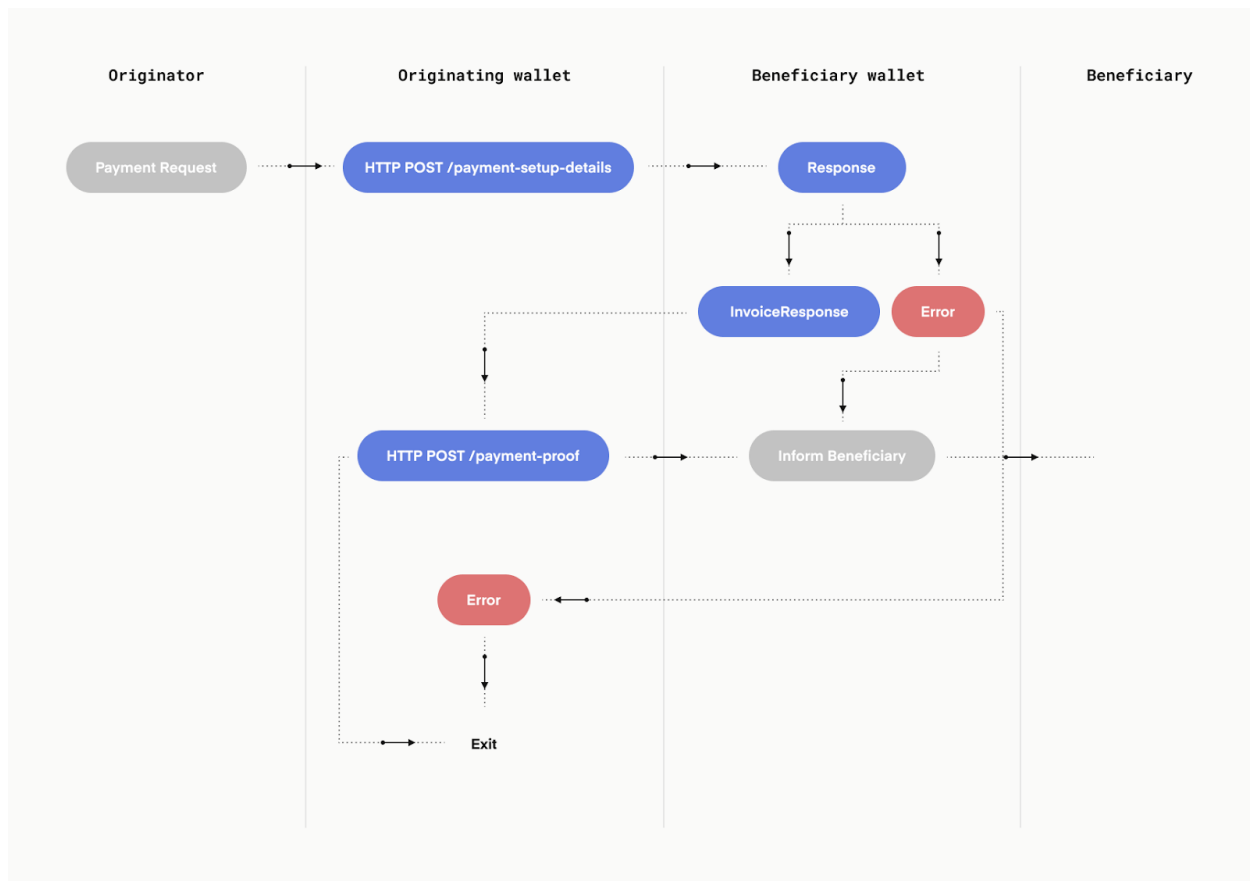 Originator
Originating wallet
Beneficiary wallet
Beneficiary
Payment Request
HTTP POST /payment-setup-details
Response
InvoiceResponse
Error
HTTP POST /payment-proof
Inform Beneficiary
Error
Exit